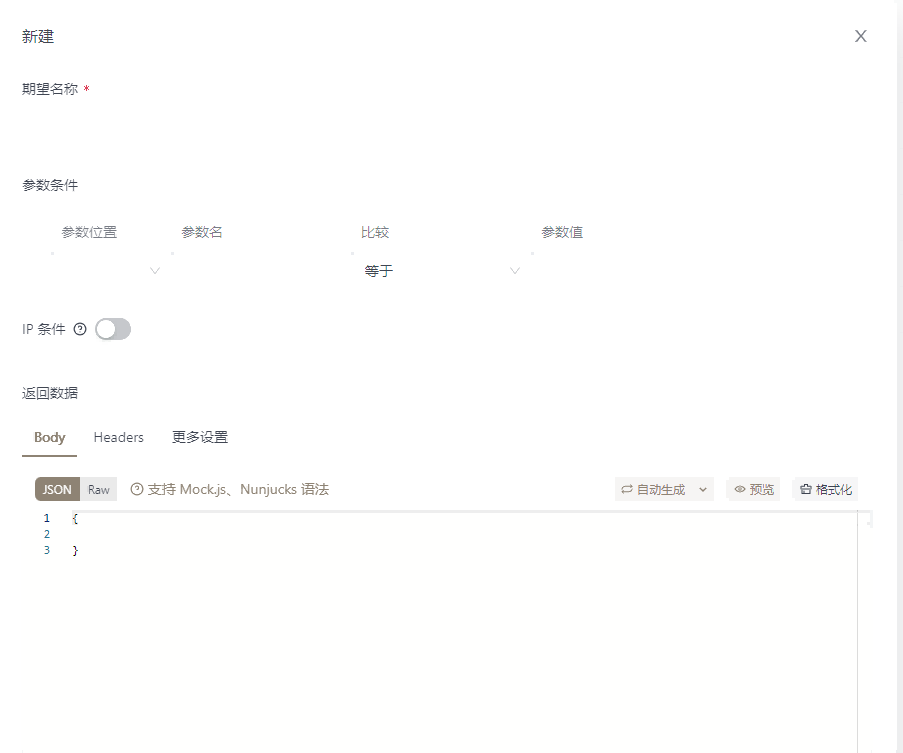 新建
期望名称 *
参数条件
参数位置 参数名 比较 参数值
等于
IP 条件
返回数据
Body Headers 更多设置
JSON Raw 支持 Mock.js、Nunjucks 语法 自动生成 预览 格式化
1 {
2
3 }